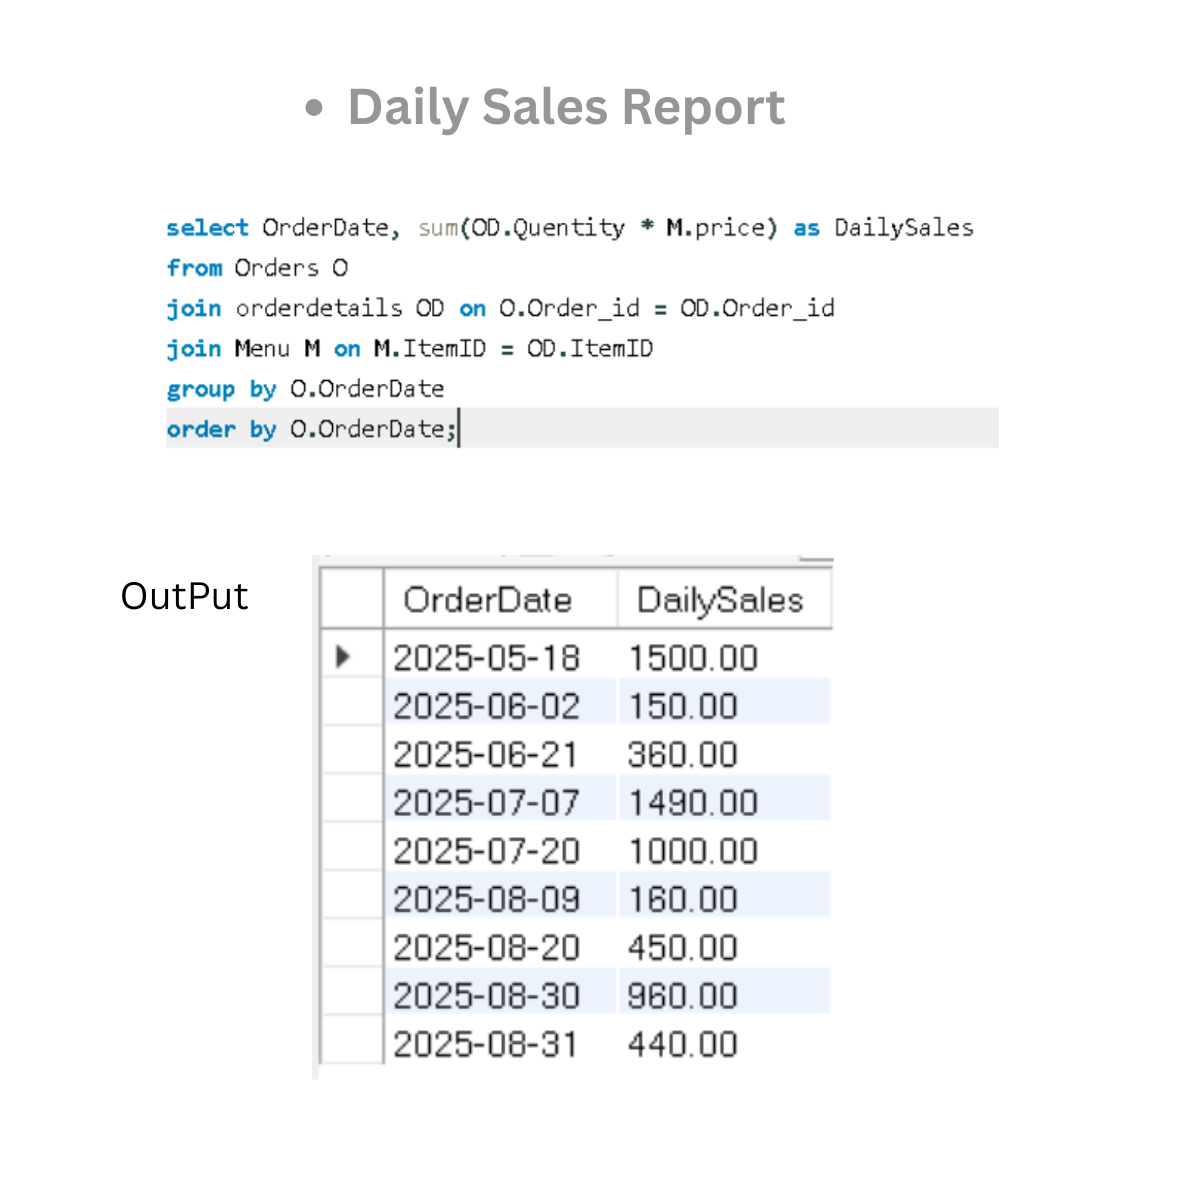 • Daily Sales Report
select OrderDate, sum(OD.Quentity * M.price) as DailySales
from Orders O
join orderdetails OD on O.Order_id = OD.Order_id
join Menu M on M.ItemID = OD.ItemID
group by O.OrderDate
order by O.OrderDate;
OutPut
OrderDate DailySales
2025-05-18 1500.00
2025-06-02 150.00
2025-06-21 360.00
2025-07-07 1490.00
2025-07-20 1000.00
2025-08-09 160.00
2025-08-20 450.00
2025-08-30 960.00
2025-08-31 440.00